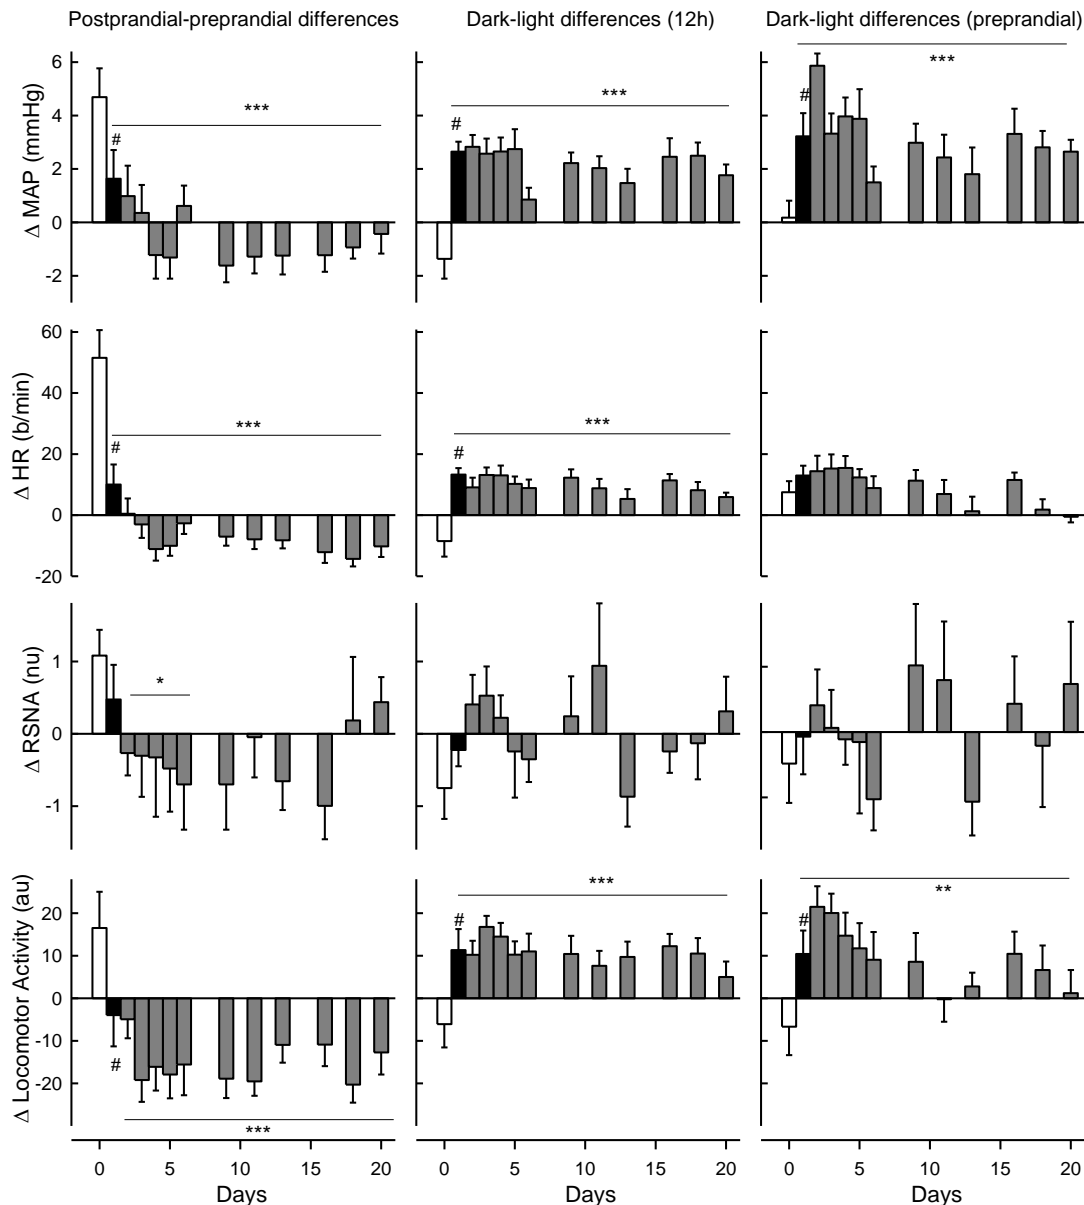 Postprandial-preprandial differences
Dark-light differences (12h)
Dark-light differences (preprandial)
Δ MAP (mmHg)
6
4
2
0
-2
***
#
***
#
***
#
Δ HR (b/min)
60
40
20
0
-20
***
#
***
#
Δ RSNA (nu)
1
0
-1
*
Δ Locomotor Activity (au)
20
10
0
-10
-20
#
***
***
#
**
#
0 5 10 15 20
0 5 10 15 20
0 5 10 15 20
Days
Days
Days